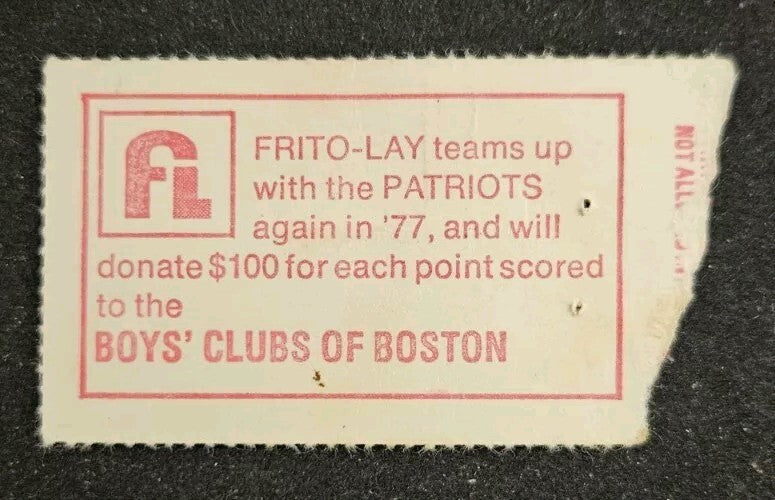 FL
FRITO-LAY teams up
with the PATRIOTS
again in '77, and will
donate $100 for each point scored
to the
BOYS' CLUBS OF BOSTON
NOT ALL